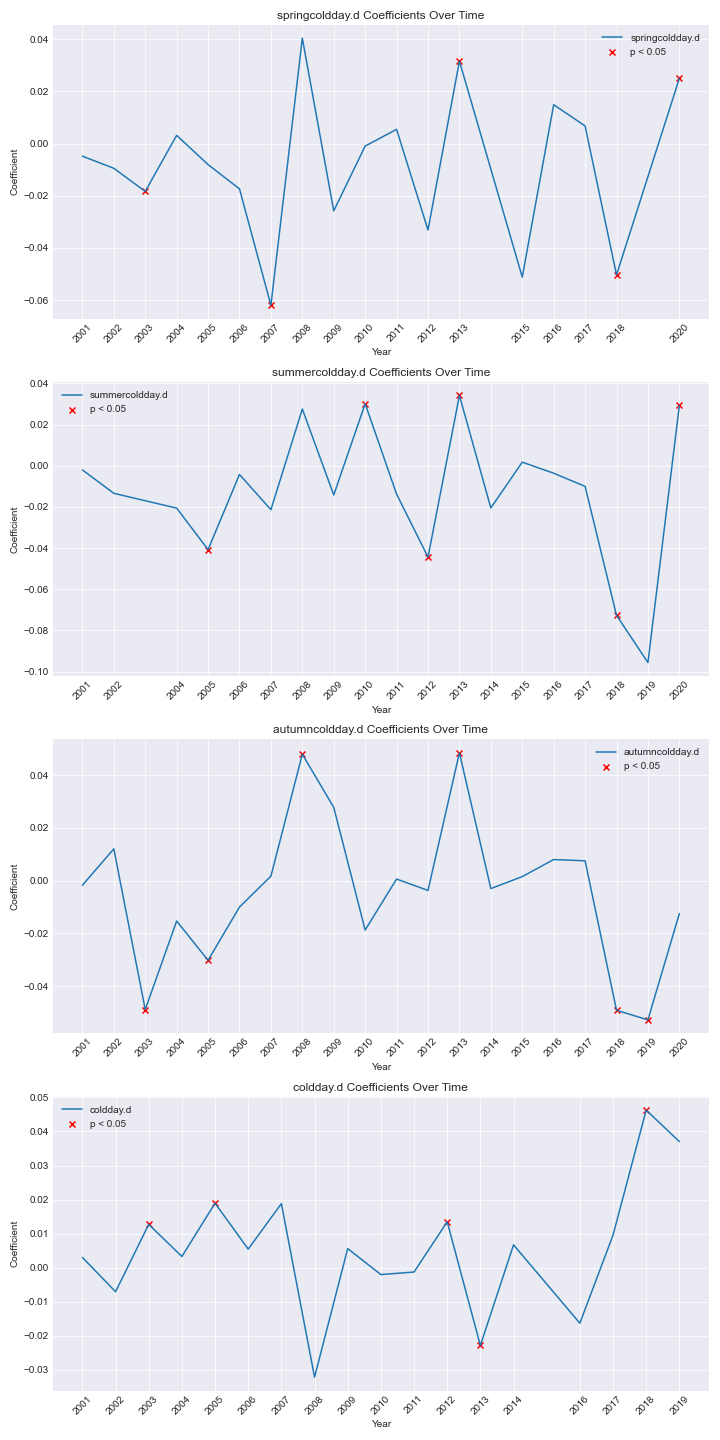 springcoldday.d Coefficients Over Time
springcoldday.d
p < 0.05
Coefficient
0.04
0.02
0.00
−0.02
−0.04
−0.06
2001 2002 2003 2004 2005 2006 2007 2008 2009 2010 2011 2012 2013 2015 2016 2017 2018 2020
Year
summercoldday.d Coefficients Over Time
summercoldday.d
p < 0.05
Coefficient
0.04
0.02
0.00
−0.02
−0.04
−0.06
−0.08
−0.10
2001 2002 2004 2005 2006 2007 2008 2009 2010 2011 2012 2013 2014 2015 2016 2017 2018 2019 2020
Year
autumncoldday.d Coefficients Over Time
autumncoldday.d
p < 0.05
Coefficient
0.04
0.02
0.00
−0.02
−0.04
2001 2002 2003 2004 2005 2006 2007 2008 2009 2010 2011 2012 2013 2014 2015 2016 2017 2018 2019 2020
Year
coldday.d Coefficients Over Time
coldday.d
p < 0.05
Coefficient
0.05
0.04
0.03
0.02
0.01
0.00
−0.01
−0.02
−0.03
2001 2002 2003 2004 2005 2006 2007 2008 2009 2010 2011 2012 2013 2014 2016 2017 2018 2019
Year